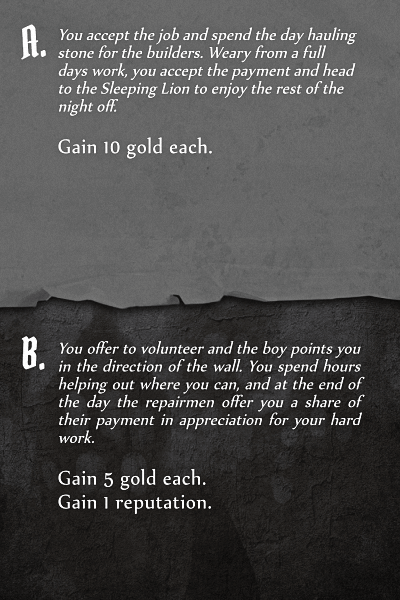 A. You accept the job and spend the day hauling
stone for the builders. Weary from a full
days work, you accept the payment and head
to the Sleeping Lion to enjoy the rest of the
night off.
Gain 10 gold each.
B. You offer to volunteer and the boy points you
in the direction of the wall. You spend hours
helping out where you can, and at the end of
the day the repairmen offer you a share of
their payment in appreciation for your hard
work.
Gain 5 gold each.
Gain 1 reputation.